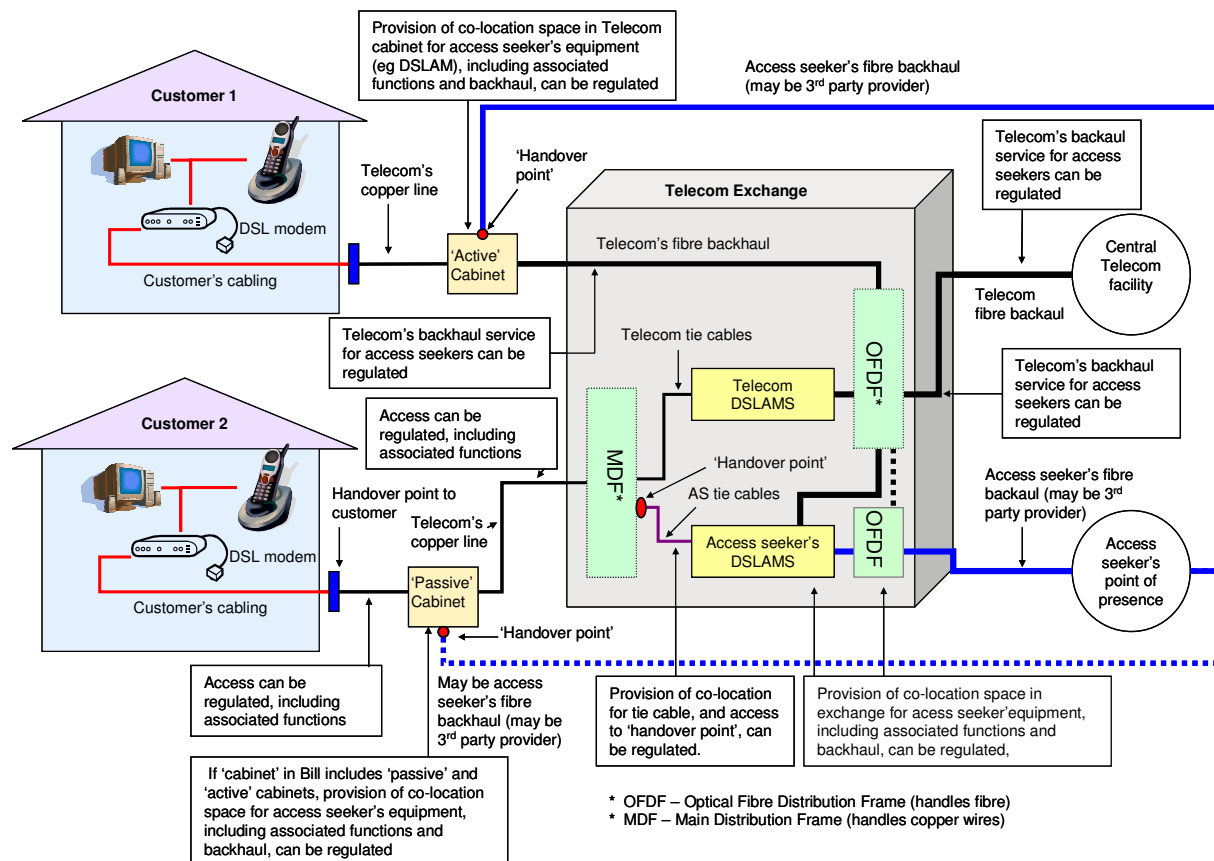 Provision of co-location space in Telecom
cabinet for access seeker's equipment
(eg DSLAM), including associated
functions and backhaul, can be regulated
Access seeker's fibre backhaul
(may be 3rd party provider)
Customer 1
Telecom's
copper line
'Handover
point'
Telecom's backaul
service for access
seekers can be
regulated
Telecom Exchange
DSL modem
Customer's cabling
'Active'
Cabinet
Telecom's fibre backhaul
Central
Telecom
facility
Telecom
fibre backaul
Telecom's backhaul service
for access seekers can be
regulated
Telecom tie cables
OFDF*
Telecom
DSLAMS
Telecom's backhaul
service for access
seekers can be
regulated
Customer 2
Access can be
regulated, including
associated functions
MDF*
'Handover point'
AS tie cables
Handover point to
customer
Telecom's
copper line
Access seeker's fibre
backaul (may be 3rd
party provider)
DSL modem
Customer's cabling
'Passive'
Cabinet
Access seeker's
DSLAMS
OFDF
Access
seeker's
point of
presence
'Handover point'
Access can be
regulated, including
associated functions
May be access
seeker's fibre
backhaul (may be
3rd party provider)
Provision of co-location
for tie cable, and access
to 'handover point', can
be regulated.
Provision of co-location space in
exchange for acess seeker'equipment,
including associated functions and
backhaul, can be regulated,
If 'cabinet' in Bill includes 'passive' and
'active' cabinets, provision of co-location
space for access seeker's equipment,
including associated functions and
backhaul, can be regulated
* OFDF – Optical Fibre Distribution Frame (handles fibre)
* MDF – Main Distribution Frame (handles copper wires)